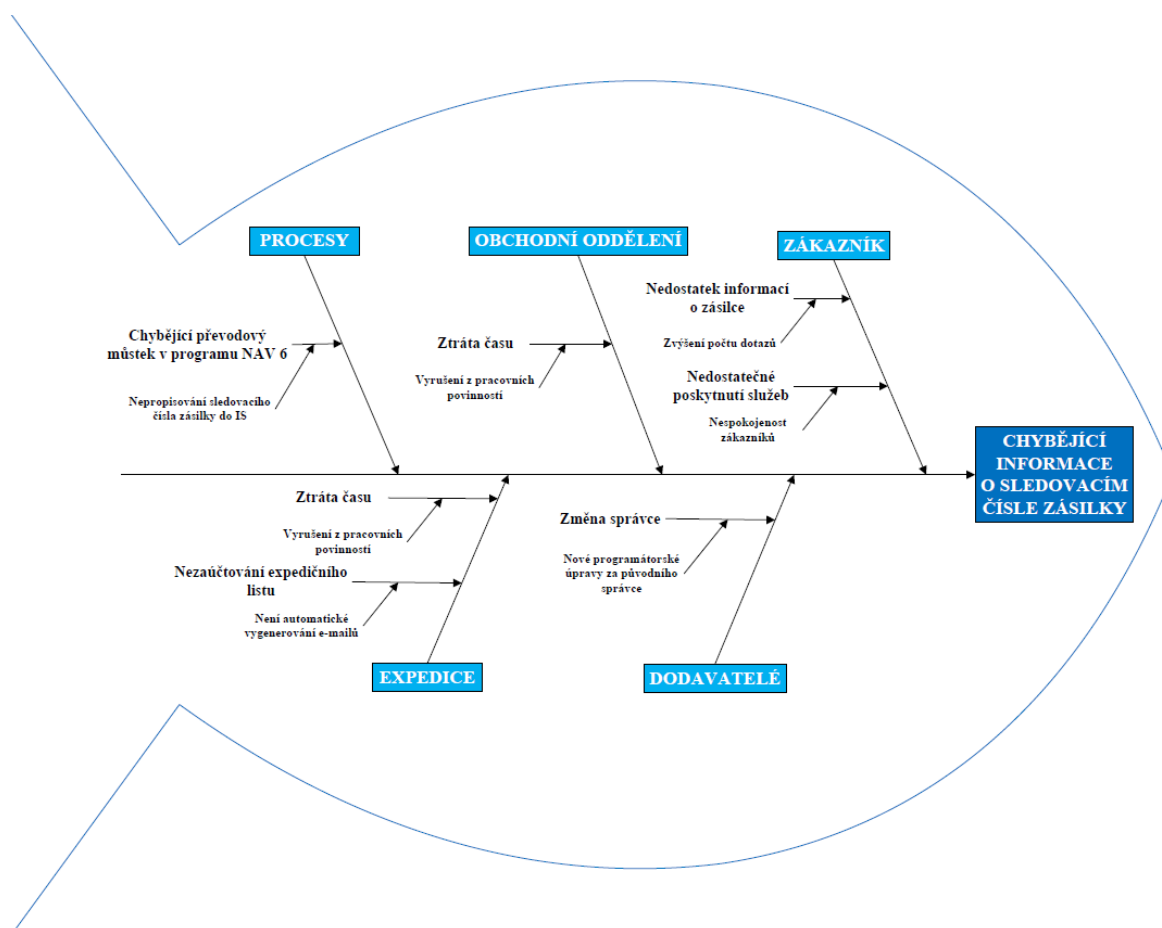 PROCESY
OBCHODNÍ ODDĚLENÍ
ZÁKAZNÍK
Nedostatek informací
o zásilce
Zvýšení počtu dotazů
Chybějící převodový
můstek v programu NAV 6
Nepropisování sledovacího
čísla zásilky do IS
Ztráta času
Vyrušení z pracovních
povinností
Nedostatečné
poskytnutí služeb
Nespokojenost
zákazníků
CHYBĚJÍCÍ
INFORMACE
O SLEDOVACÍM
ČÍSLE ZÁSILKY
Ztráta času
Vyrušení z pracovních
povinností
Nezaúčtování expedičního
listu
Není automatické
vygenerování e-mailů
Změna správce
Nové programátorské
úpravy za původního
správce
EXPEDICE
DODAVATELÉ